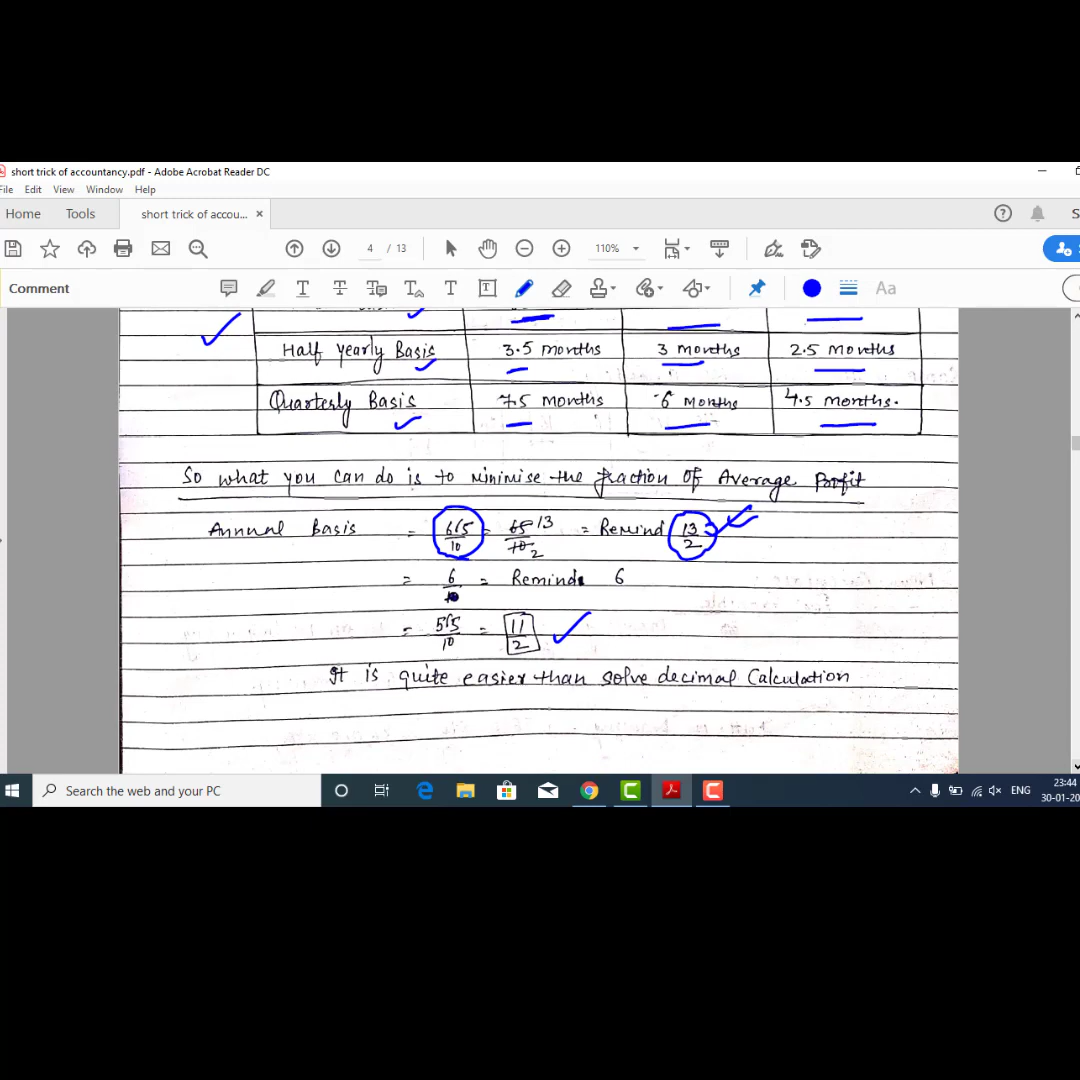 short trick of accountancy.pdf - Adobe Acrobat Reader DC
File Edit View Window Help
Home Tools short trick of accou... ×
4 / 13 110%
Comment Aa
Half yearly Basis 3.5 months 3 months 2.5 months
Quarterly Basis 7.5 months 6 months 4.5 months.
So what you can do is to Minimise the fraction of Average Profit
Annual Basis = 6.5/10 = 65/10 13/2 = Remind 13/2
= 6/10 = Remind 6
= 5.5/10 = 11/2
It is quite easier than solve decimal Calculation
Search the web and your PC
ENG
23:44
30-01-20